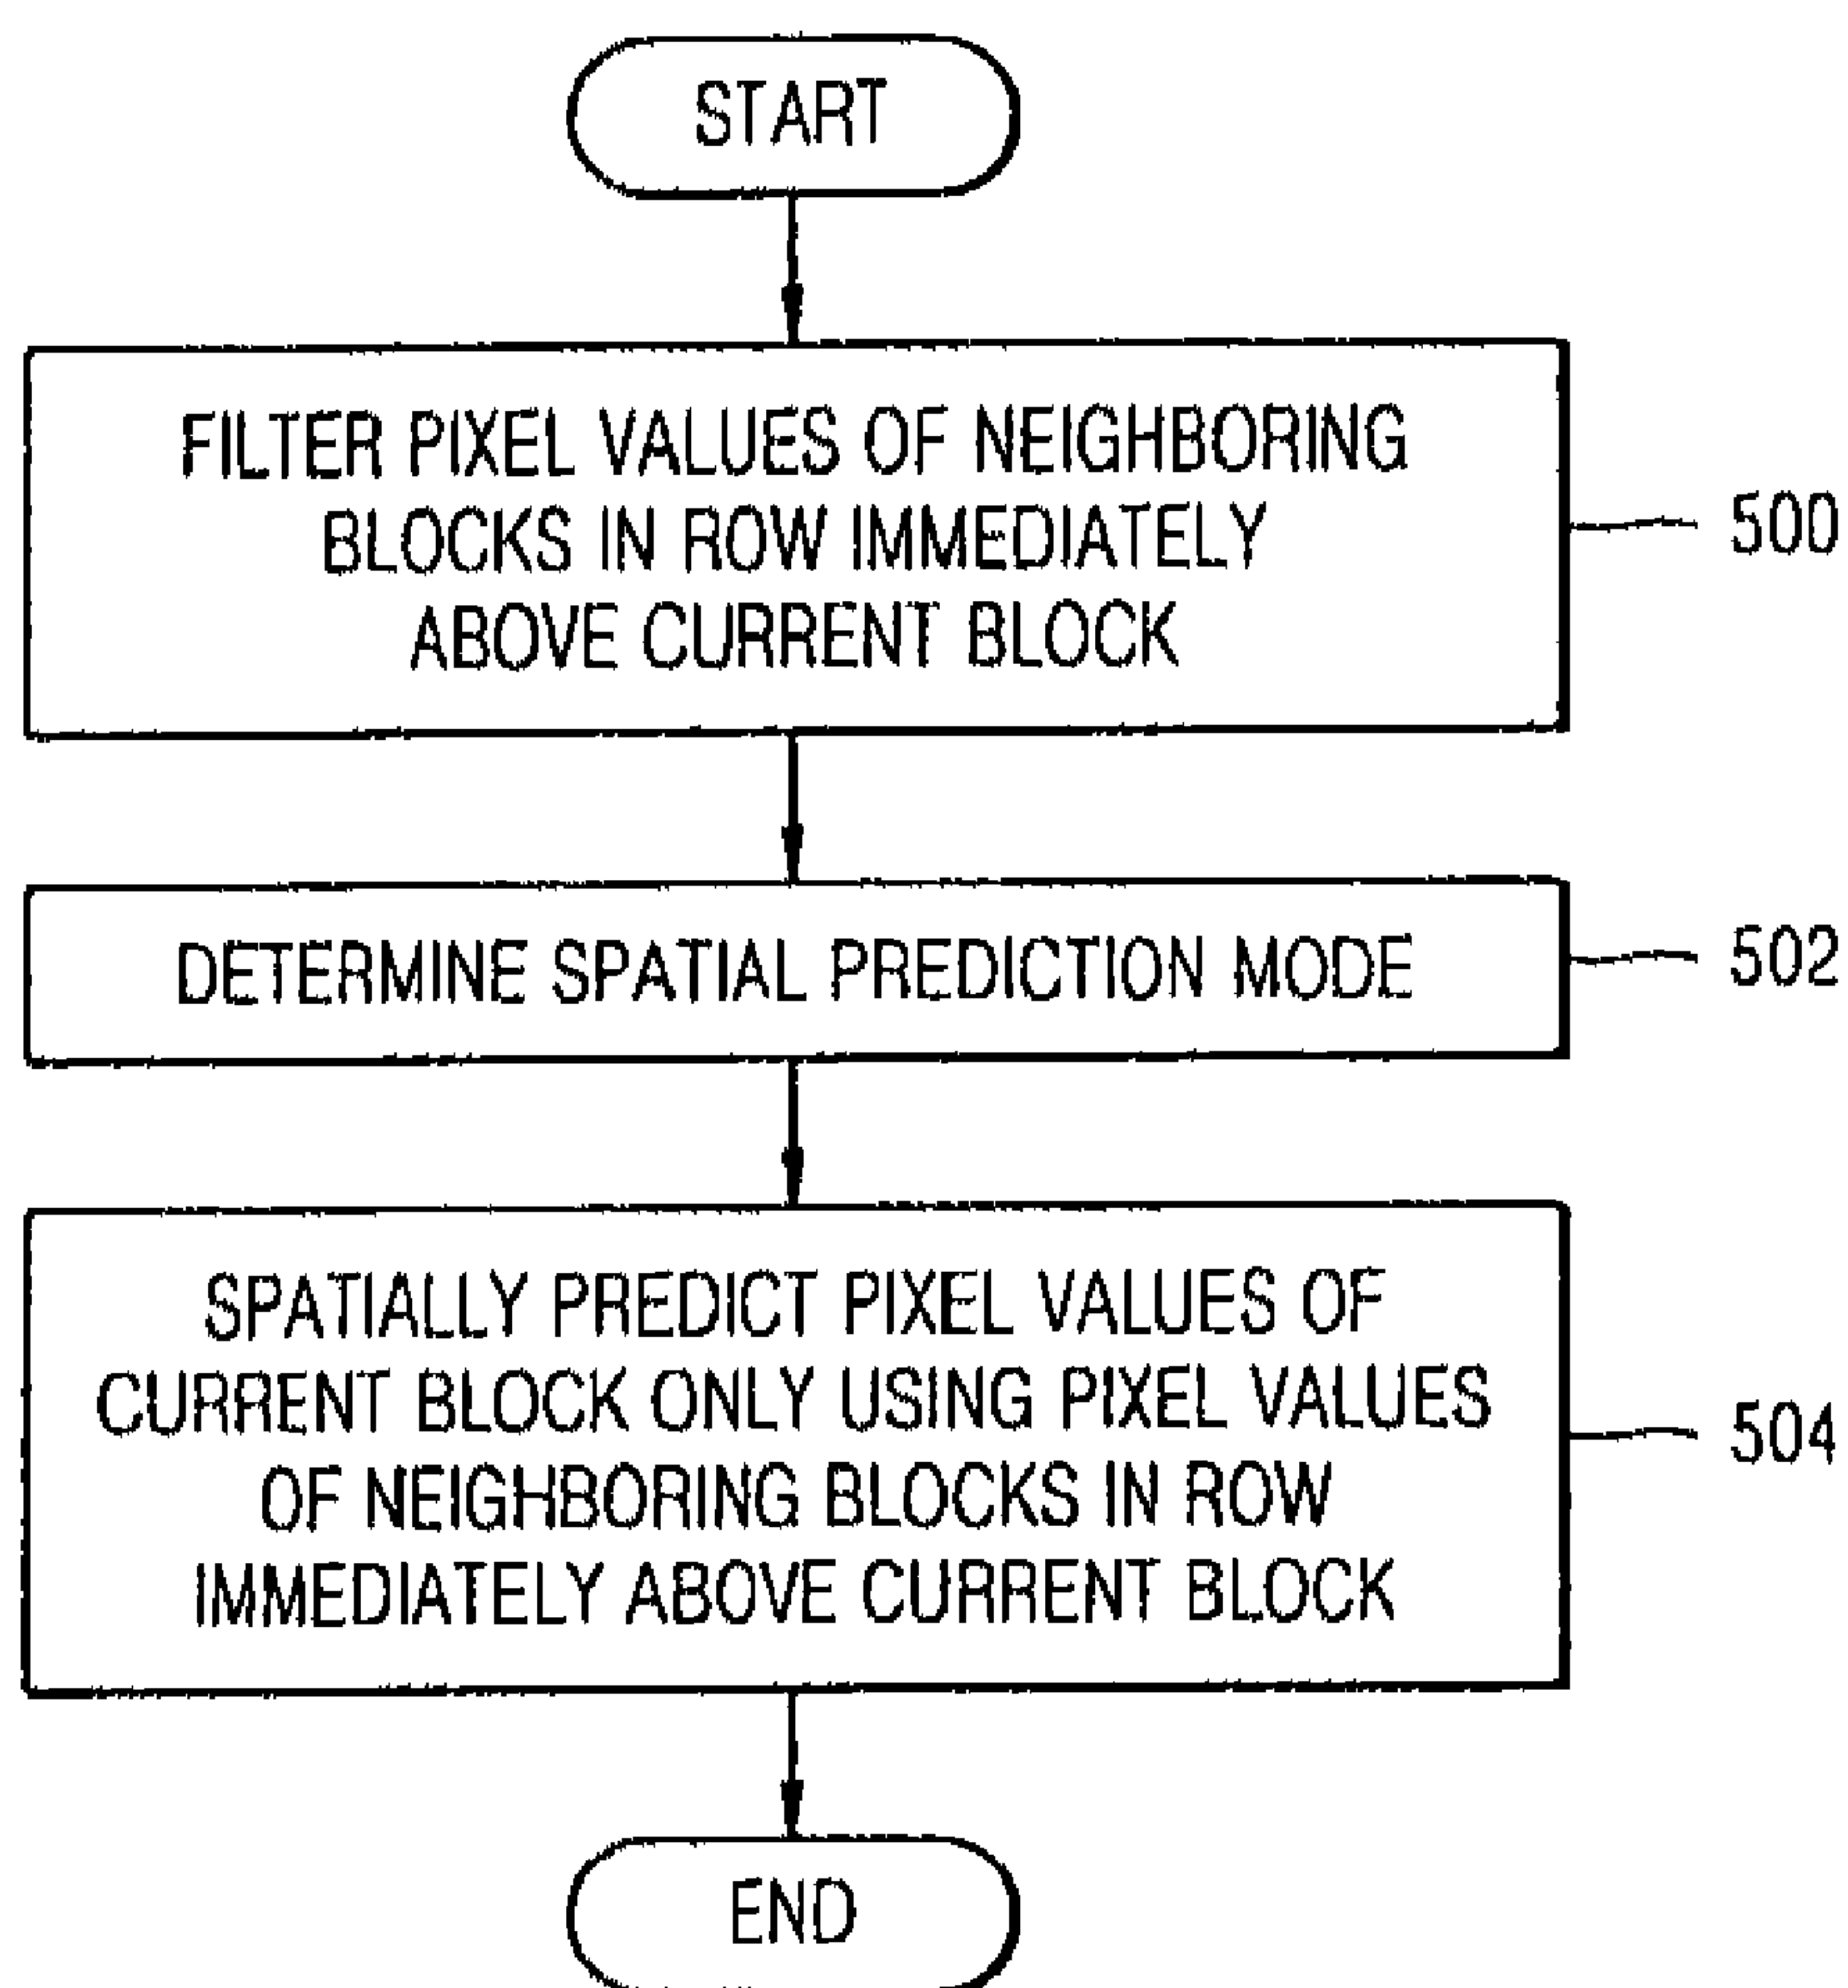 START
FILTER PIXEL VALUES OF NEIGHBORING
BLOCKS IN ROW IMMEDIATELY
ABOVE CURRENT BLOCK
500
DETERMINE SPATIAL PREDICTION MODE
502
SPATIALLY PREDICT PIXEL VALUES OF
CURRENT BLOCK ONLY USING PIXEL VALUES
OF NEIGHBORING BLOCKS IN ROW
IMMEDIATELY ABOVE CURRENT BLOCK
504
END